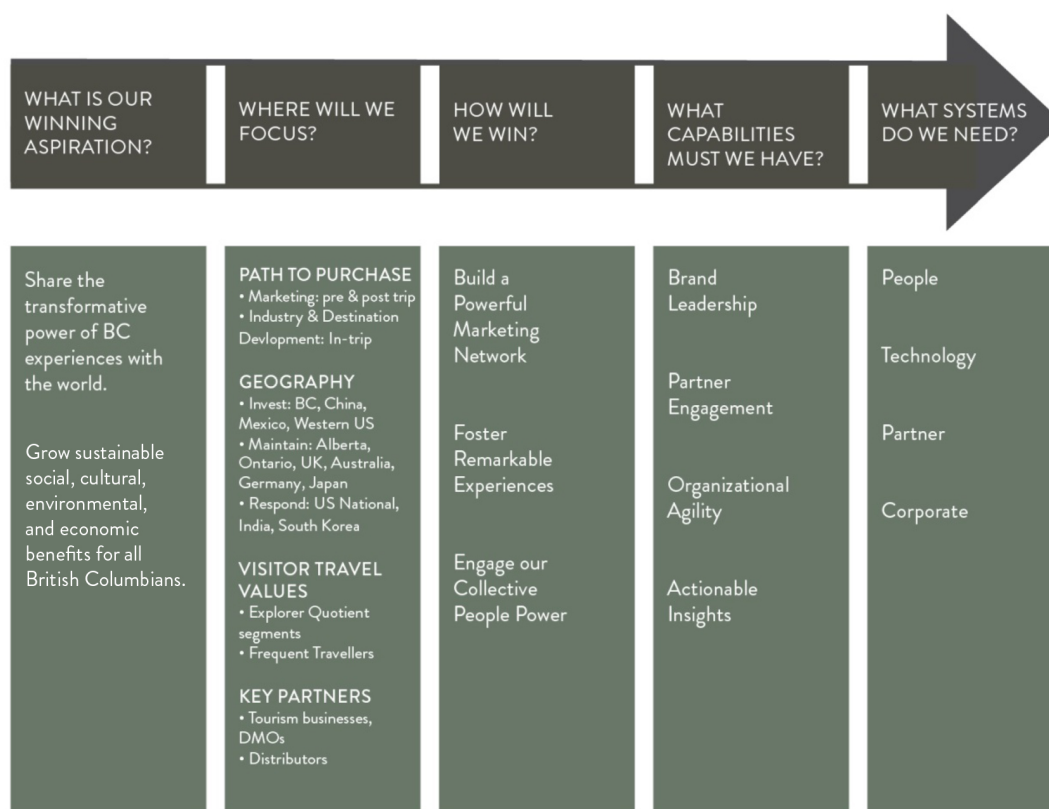 WHAT IS OUR
WINNING
ASPIRATION?
WHERE WILL WE
FOCUS?
HOW WILL
WE WIN?
WHAT
CAPABILITIES
MUST WE HAVE?
WHAT SYSTEMS
DO WE NEED?
Share the
transformative
power of BC
experiences with
the world.
Grow sustainable
social, cultural,
environmental,
and economic
benefits for all
British Columbians.
PATH TO PURCHASE
• Marketing: pre & post trip
• Industry & Destination
Devlopment: In-trip
GEOGRAPHY
• Invest: BC, China,
Mexico, Western US
• Maintain: Alberta,
Ontario, UK, Australia,
Germany, Japan
• Respond: US National,
India, South Korea
VISITOR TRAVEL
VALUES
• Explorer Quotient
segments
• Frequent Travellers
KEY PARTNERS
• Tourism businesses,
DMOs
• Distributors
Build a
Powerful
Marketing
Network
Foster
Remarkable
Experiences
Engage our
Collective
People Power
Brand
Leadership
Partner
Engagement
Organizational
Agility
Actionable
Insights
People
Technology
Partner
Corporate